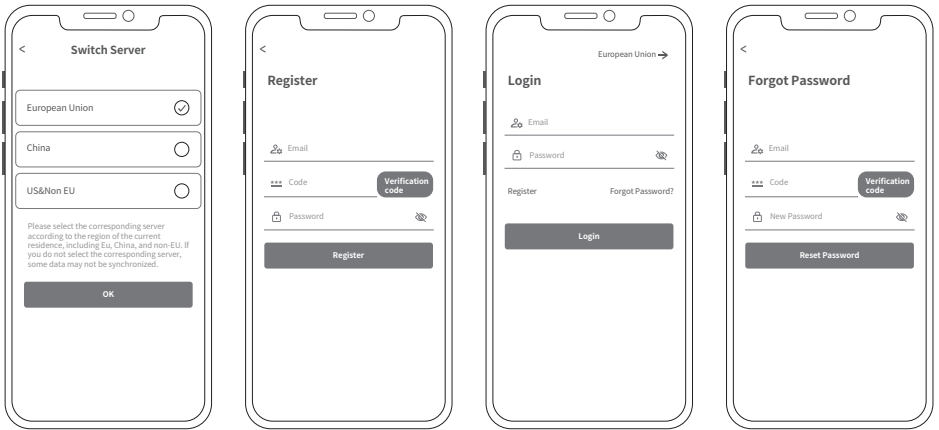 <
Switch Server
European Union
China
US&Non EU
Please select the corresponding server
according to the region of the current
residence, including Eu, China, and non-EU. If
you do not select the corresponding server,
some data may not be synchronized.
OK
<
Register
Email
*** Code
Verification
code
Password
Register
European Union →
Login
Email
Password
Register Forgot Password?
Login
<
Forgot Password
Email
*** Code
Verification
code
New Password
Reset Password